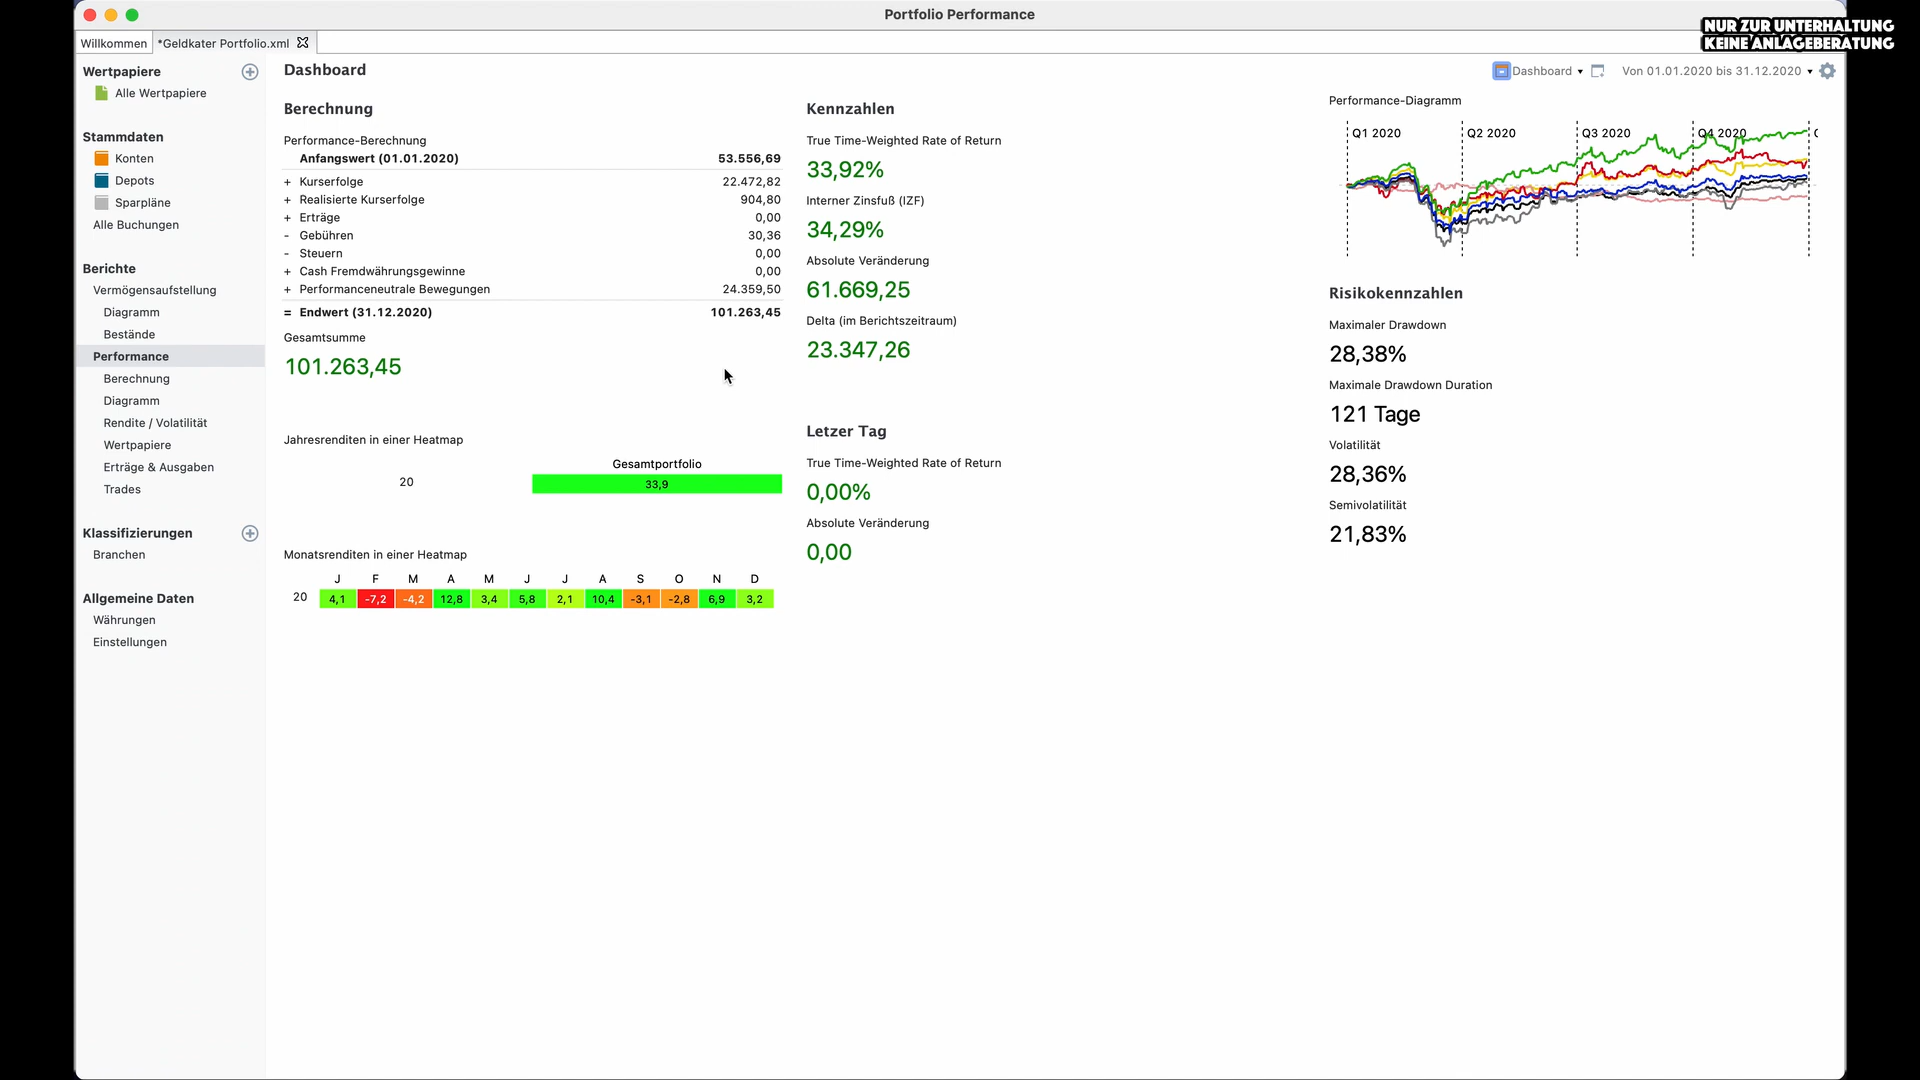 Portfolio Performance
NUR ZUR UNTERHALTUNG
KEINE ANLAGEBERATUNG
Willkommen
*Geldkater Portfolio.xml
Wertpapiere
Alle Wertpapiere
Stammdaten
Konten
Depots
Sparpläne
Alle Buchungen
Berichte
Vermögensaufstellung
Diagramm
Bestände
Performance
Berechnung
Diagramm
Rendite / Volatilität
Wertpapiere
Erträge & Ausgaben
Trades
Klassifizierungen
Branchen
Allgemeine Daten
Währungen
Einstellungen
Dashboard
Dashboard
Von 01.01.2020 bis 31.12.2020
Berechnung
Performance-Berechnung
Anfangswert (01.01.2020) 53.556,69
+ Kurserfolge 22.472,82
+ Realisierte Kurserfolge 904,80
+ Erträge 0,00
- Gebühren 30,36
- Steuern 0,00
+ Cash Fremdwährungsgewinne 0,00
+ Performanceneutrale Bewegungen 24.359,50
= Endwert (31.12.2020) 101.263,45
Gesamtsumme
101.263,45
Jahresrenditen in einer Heatmap
Gesamtportfolio
20 33,9
Monatsrenditen in einer Heatmap
J F M A M J J A S O N D
20 4,1 -7,2 -4,2 12,8 3,4 5,8 2,1 10,4 -3,1 -2,8 6,9 3,2
Kennzahlen
True Time-Weighted Rate of Return
33,92%
Interner Zinsfuß (IZF)
34,29%
Absolute Veränderung
61.669,25
Delta (im Berichtszeitraum)
23.347,26
Letzer Tag
True Time-Weighted Rate of Return
0,00%
Absolute Veränderung
0,00
Performance-Diagramm
Q1 2020 Q2 2020 Q3 2020 Q4 2020
Risikokennzahlen
Maximaler Drawdown
28,38%
Maximale Drawdown Duration
121 Tage
Volatilität
28,36%
Semivolatilität
21,83%